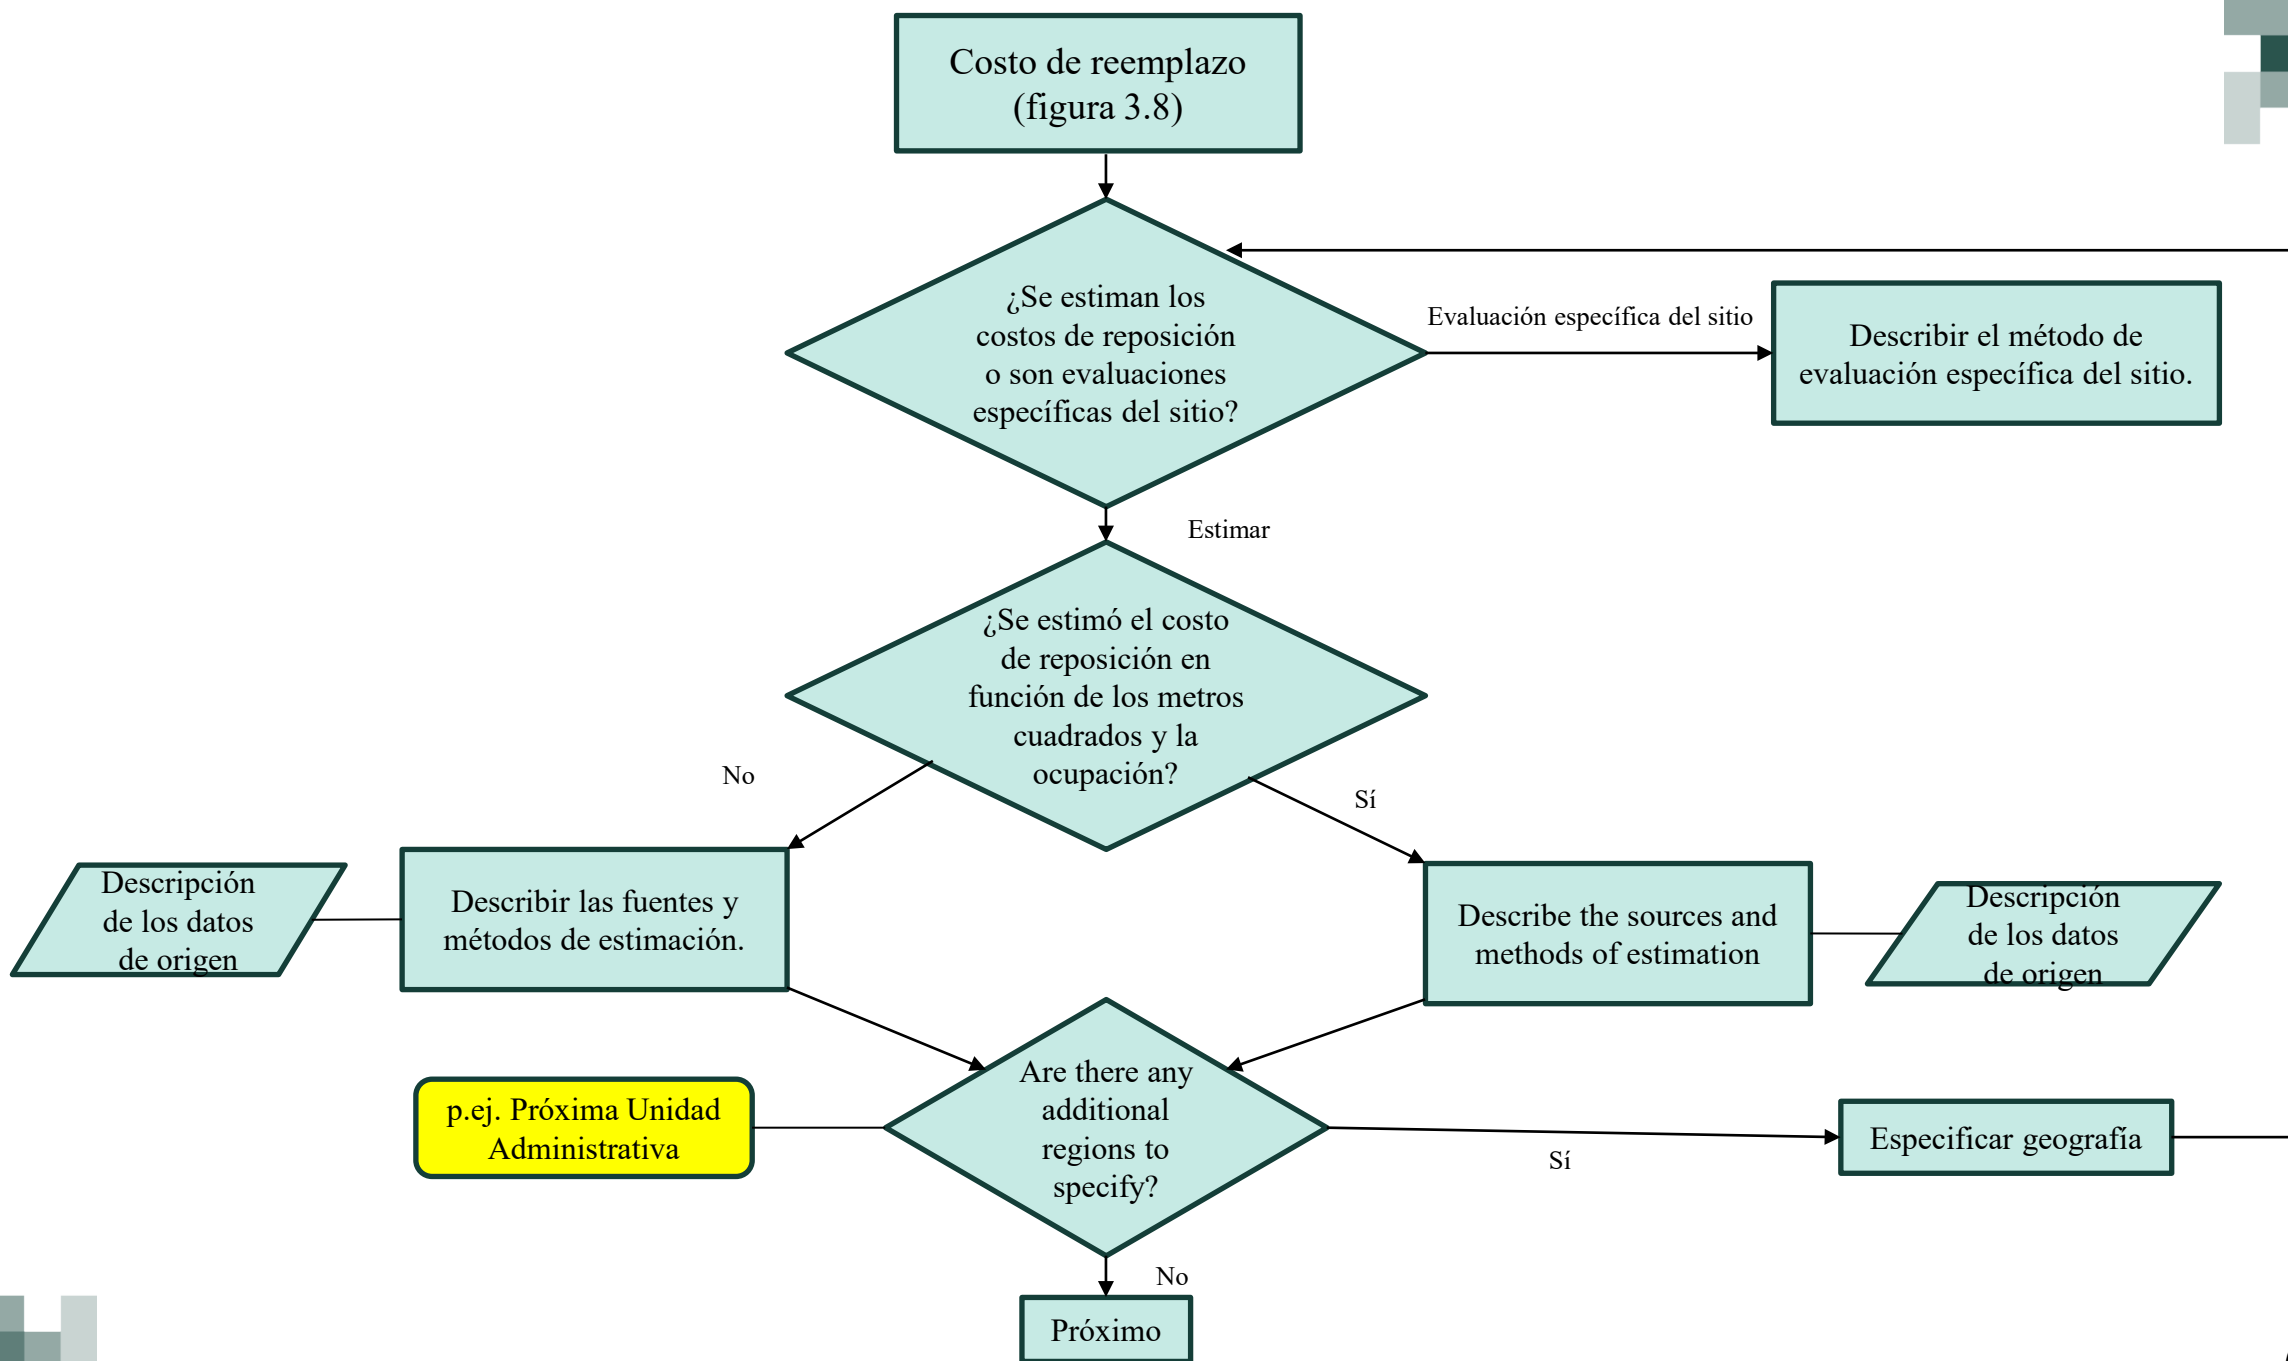 Costo de reemplazo
(figura 3.8)
¿Se estiman los
costos de reposición
o son evaluaciones
específicas del sitio?
Evaluación específica del sitio
Describir el método de
evaluación específica del sitio.
Estimar
¿Se estimó el costo
de reposición en
función de los metros
cuadrados y la
ocupación?
No
Sí
Descripción
de los datos
de origen
Describir las fuentes y
métodos de estimación.
Describe the sources and
methods of estimation
Descripción
de los datos
de origen
p.ej. Próxima Unidad
Administrativa
Are there any
additional
regions to
specify?
Sí
Especificar geografía
No
Próximo